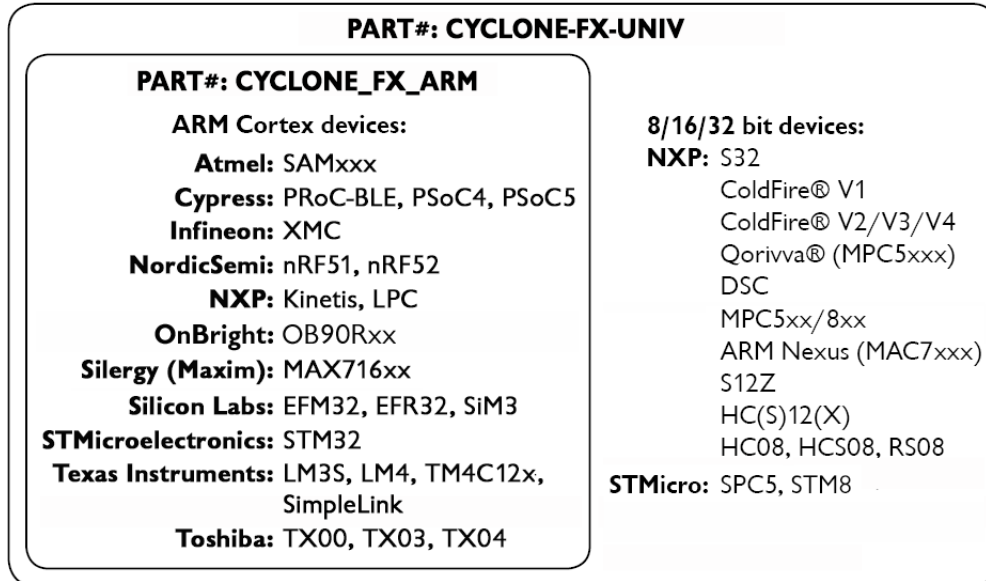 PART#: CYCLONE-FX-UNIV
PART#: CYCLONE_FX_ARM
ARM Cortex devices:
Atmel: SAMxxx
Cypress: PRoC-BLE, PSoC4, PSoC5
Infineon: XMC
NordicSemi: nRF51, nRF52
NXP: Kinetis, LPC
OnBright: OB90Rxx
Silergy (Maxim): MAX716xx
Silicon Labs: EFM32, EFR32, SiM3
STMicroelectronics: STM32
Texas Instruments: LM3S, LM4, TM4C12x,
SimpleLink
Toshiba: TX00, TX03, TX04
8/16/32 bit devices:
NXP: S32
ColdFire® V1
ColdFire® V2/V3/V4
Qorivva® (MPC5xxx)
DSC
MPC5xx/8xx
ARM Nexus (MAC7xxx)
S12Z
HC(S)12(X)
HC08, HCS08, RS08
STMicro: SPC5, STM8